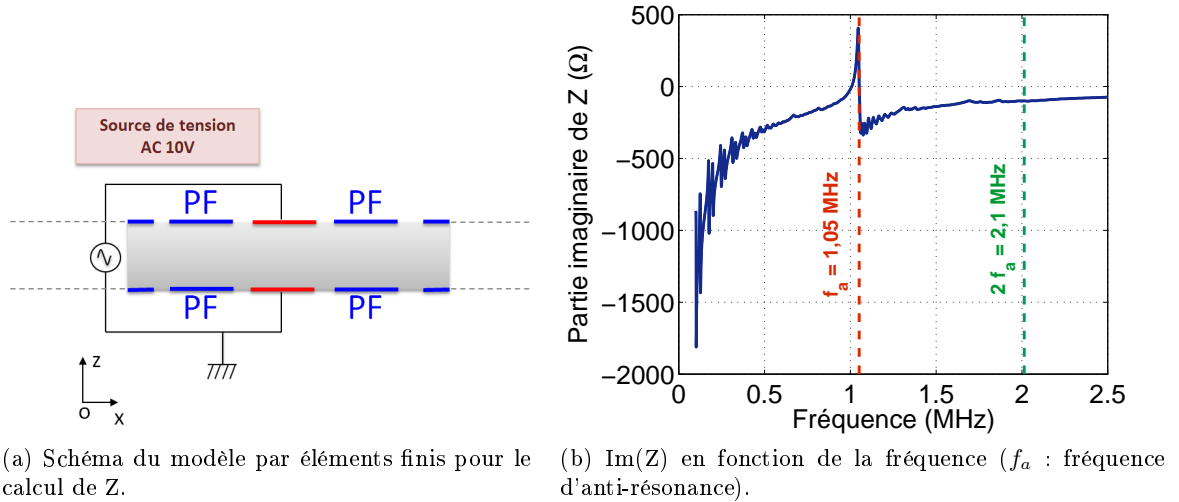 Source de tension
AC 10V
PF
PF
PF
PF
z
o
x
Partie imaginaire de Z (Ω)
500
0
−500
−1000
−1500
−2000
f_a = 1,05 MHz
2 f_a = 2,1 MHz
0
0.5
1
1.5
2
2.5
Fréquence (MHz)
(a) Schéma du modèle par éléments finis pour le
calcul de Z.
(b) Im(Z) en fonction de la fréquence (f_a : fréquence
d'anti-résonance).